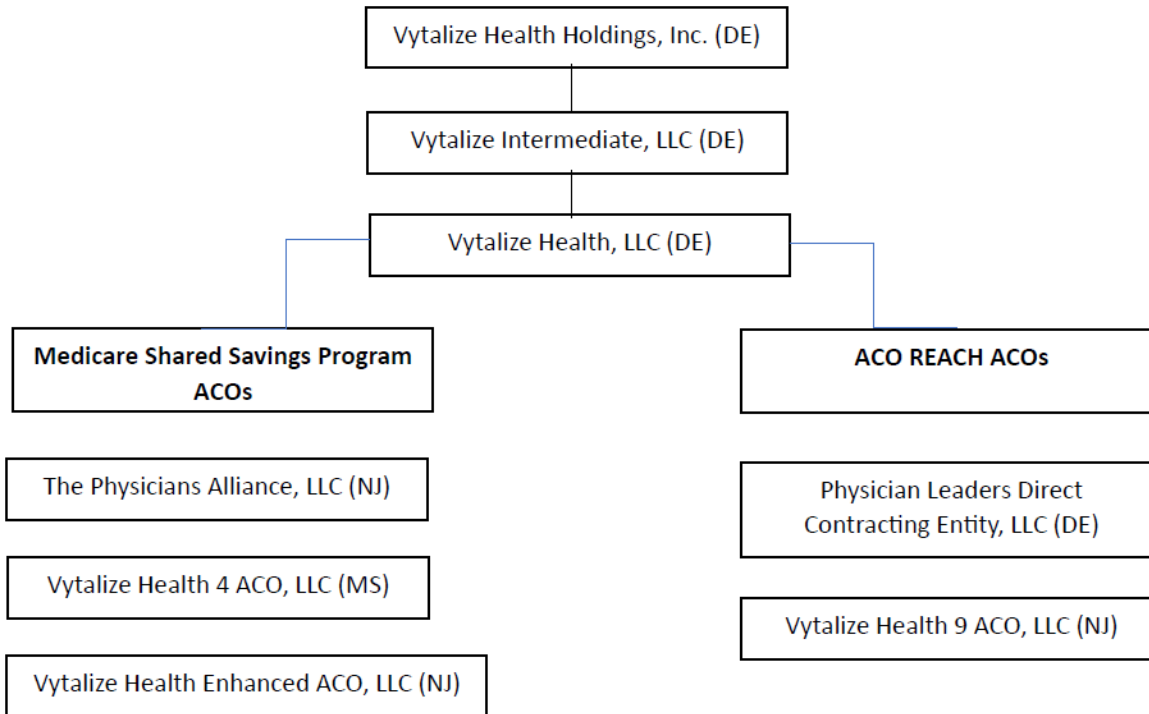 Vytalize Health Holdings, Inc. (DE)
Vytalize Intermediate, LLC (DE)
Vytalize Health, LLC (DE)
Medicare Shared Savings Program
ACOs
The Physicians Alliance, LLC (NJ)
Vytalize Health 4 ACO, LLC (MS)
Vytalize Health Enhanced ACO, LLC (NJ)
ACO REACH ACOs
Physician Leaders Direct
Contracting Entity, LLC (DE)
Vytalize Health 9 ACO, LLC (NJ)